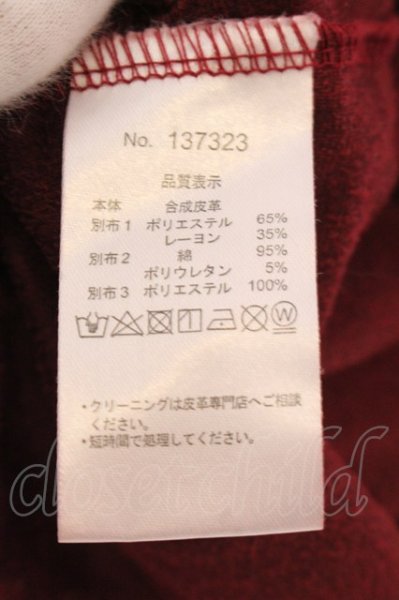 No. 137323
品質表示
本体 合成皮革
別布1 ポリエステル 65%
レーヨン 35%
別布2 綿 95%
ポリウレタン 5%
別布3 ポリエステル 100%
・クリーニングは皮革専門店へご相談
ください。
・短時間で処理してください。
closet child